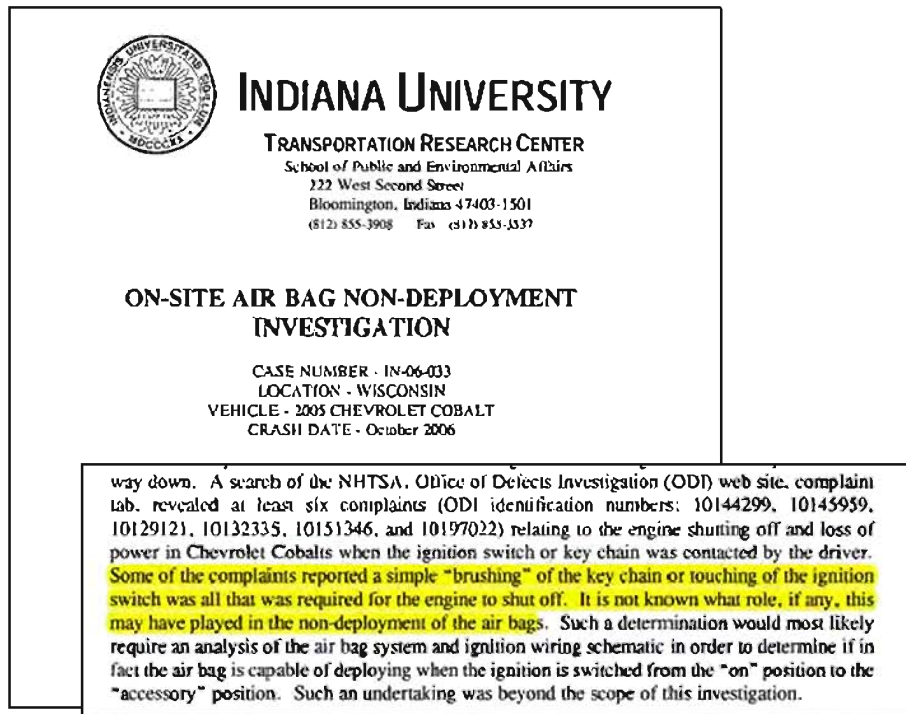 INDIANA UNIVERSITY
TRANSPORTATION RESEARCH CENTER
School of Public and Environmental Affairs
222 West Second Street
Bloomington, Indiana 47403-1501
(812) 855-3908 Fax
ON-SITE AIR BAG NON-DEPLOYMENT
INVESTIGATION
CASE NUMBER - IN-06-033
LOCATION - WISCONSIN
VEHICLE - 2005 CHEVROLET COBALT
CRASH DATE - October 2006
way down. A search of the NHTSA, Office of Defects Investigation (ODI) web site, complaint
tab, revealed at least six complaints (ODI identification numbers: 10144299, 10145959,
10129121, 10132335, 10151346, and 10197022) relating to the engine shutting off and loss of
power in Chevrolet Cobalts when the ignition switch or key chain was contacted by the driver.
Some of the complaints reported a simple "brushing" of the key chain or touching of the ignition
switch was all that was required for the engine to shut off. It is not known what role, if any, this
may have played in the non-deployment of the air bags. Such a determination would most likely
require an analysis of the air bag system and ignition wiring schematic in order to determine if in
fact the air bag is capable of deploying when the ignition is switched from the "on" position to the
"accessory" position. Such an undertaking was beyond the scope of this investigation.